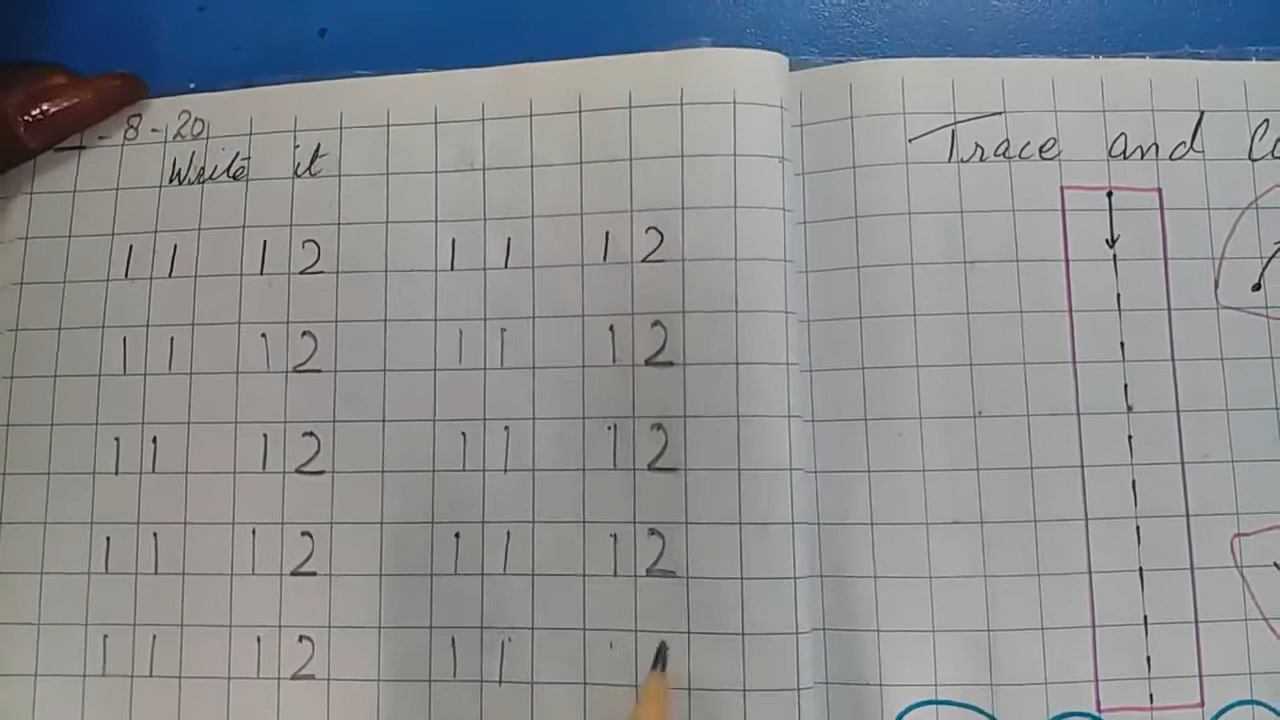 -8-20
Write it
11 12 11 12
11 12 11 12
11 12 11 12
11 12 11 12
11 12 11
Trace and